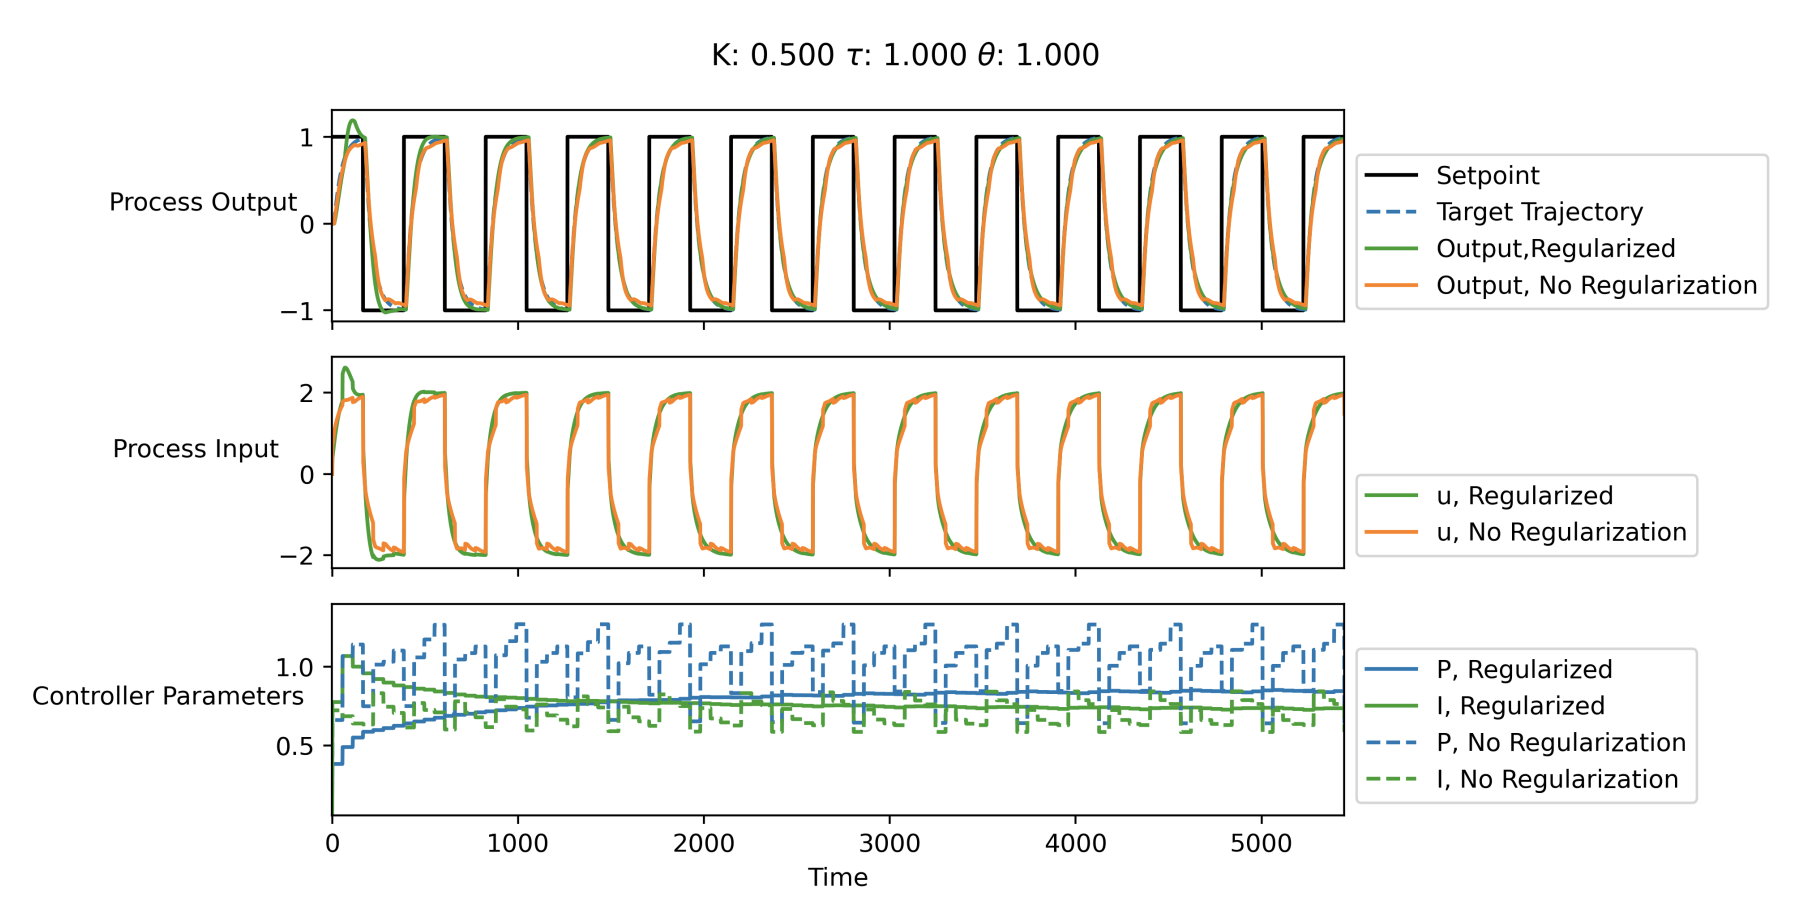 K: 0.500 τ: 1.000 θ: 1.000
1
0
−1
Process Output
Setpoint
Target Trajectory
Output,Regularized
Output, No Regularization
2
0
−2
Process Input
u, Regularized
u, No Regularization
1.0
0.5
Controller Parameters
P, Regularized
I, Regularized
P, No Regularization
I, No Regularization
0 1000 2000 3000 4000 5000
Time